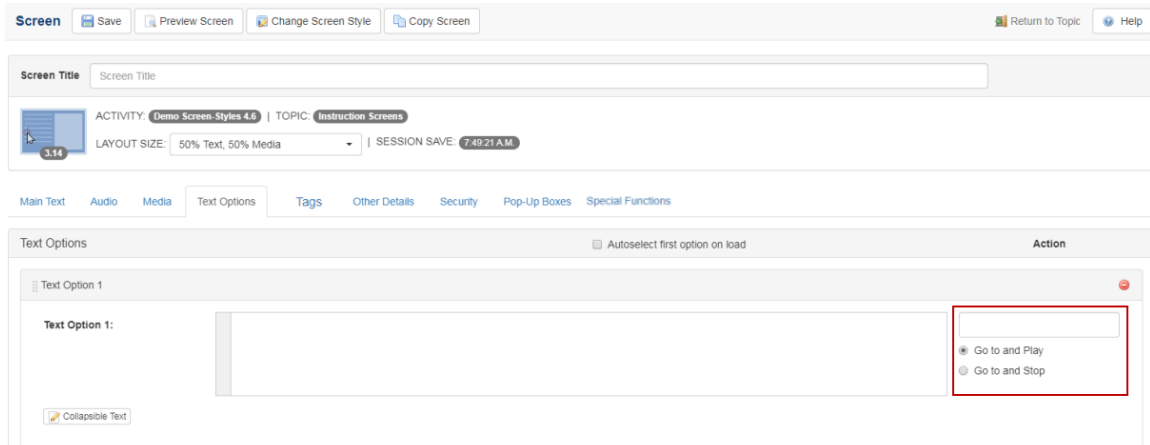 Screen Save Preview Screen Change Screen Style Copy Screen Return to Topic Help
Screen Title Screen Title
ACTIVITY: Demo Screen-Styles 4.6 | TOPIC: Instruction Screens
LAYOUT SIZE: 50% Text, 50% Media | SESSION SAVE: 7:49:21 A.M.
3.14
Main Text Audio Media Text Options Tags Other Details Security Pop-Up Boxes Special Functions
Text Options Autoselect first option on load Action
Text Option 1
Text Option 1:
Go to and Play
Go to and Stop
Collapsible Text